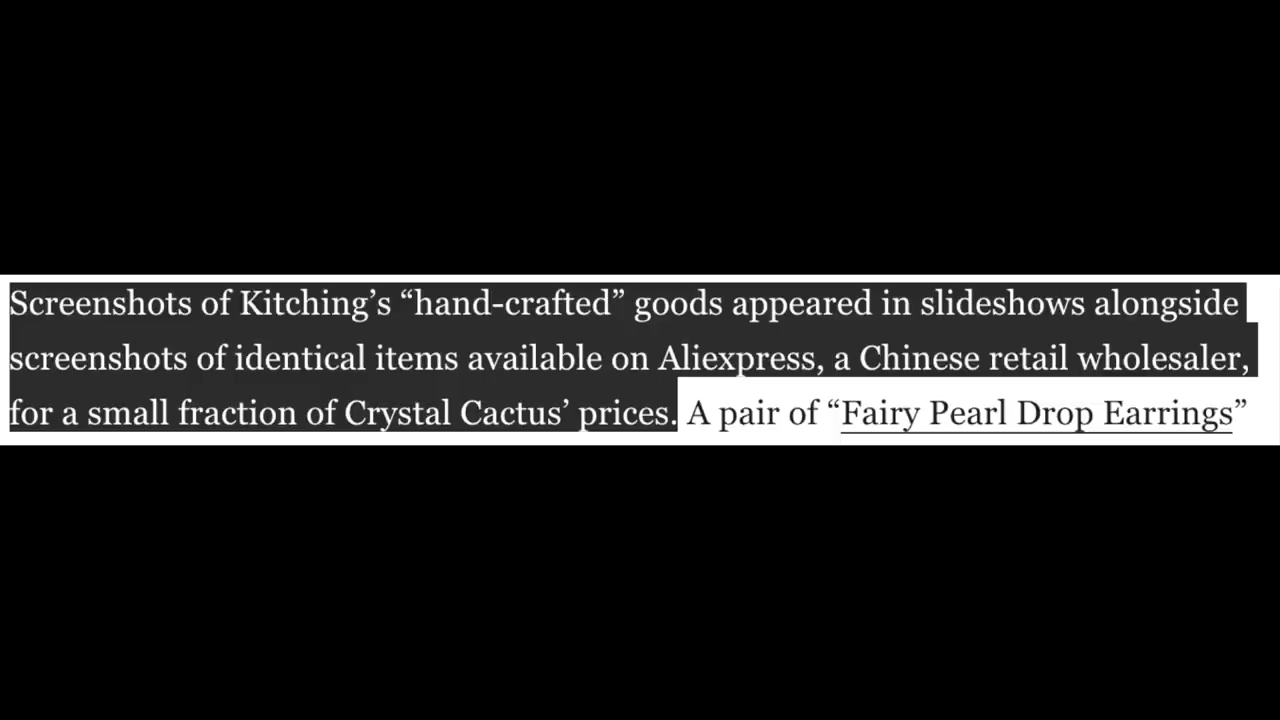 Screenshots of Kitching’s “hand-crafted” goods appeared in slideshows alongside
screenshots of identical items available on Aliexpress, a Chinese retail wholesaler,
for a small fraction of Crystal Cactus’ prices. A pair of “Fairy Pearl Drop Earrings”